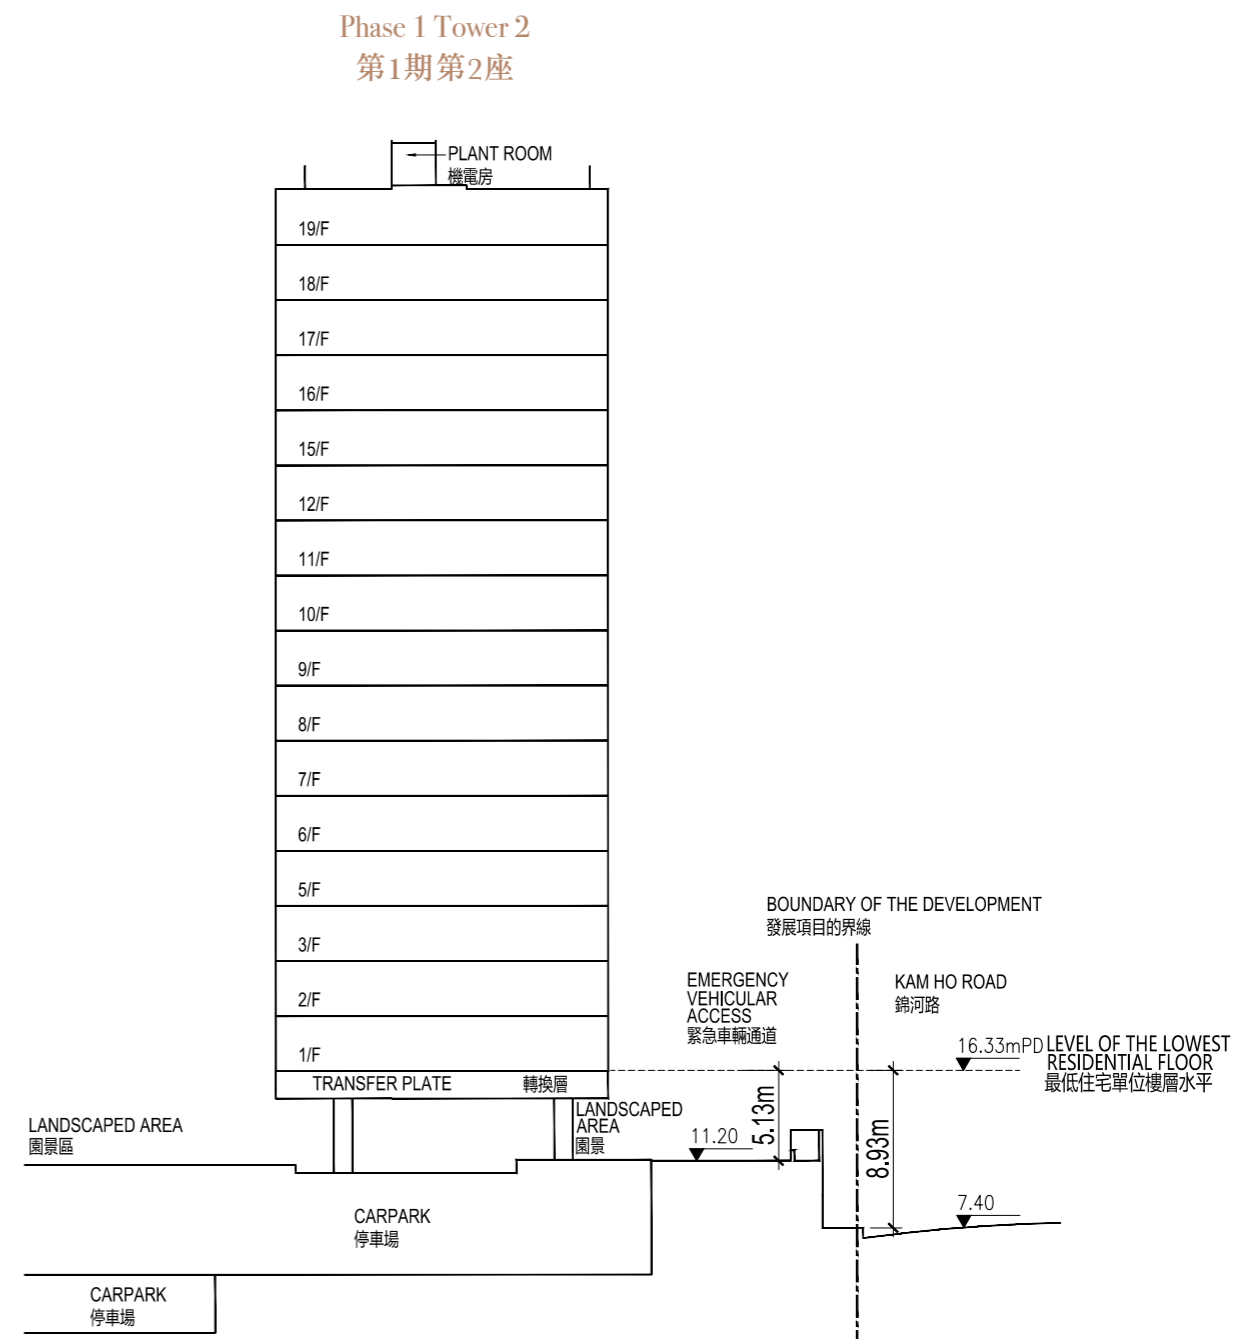 Phase 1 Tower 2
第1期第2座
PLANT ROOM
機電房
19/F
18/F
17/F
16/F
15/F
12/F
11/F
10/F
9/F
8/F
7/F
6/F
5/F
3/F
2/F
1/F
TRANSFER PLATE 轉換層
BOUNDARY OF THE DEVELOPMENT
發展項目的界線
EMERGENCY
VEHICULAR
ACCESS
緊急車輛通道
KAM HO ROAD
錦河路
16.33mPD
LEVEL OF THE LOWEST
RESIDENTIAL FLOOR
最低住宅單位樓層水平
LANDSCAPED AREA
園景區
LANDSCAPED
AREA
園景
11.20
5.13m
8.93m
7.40
CARPARK
停車場
CARPARK
停車場